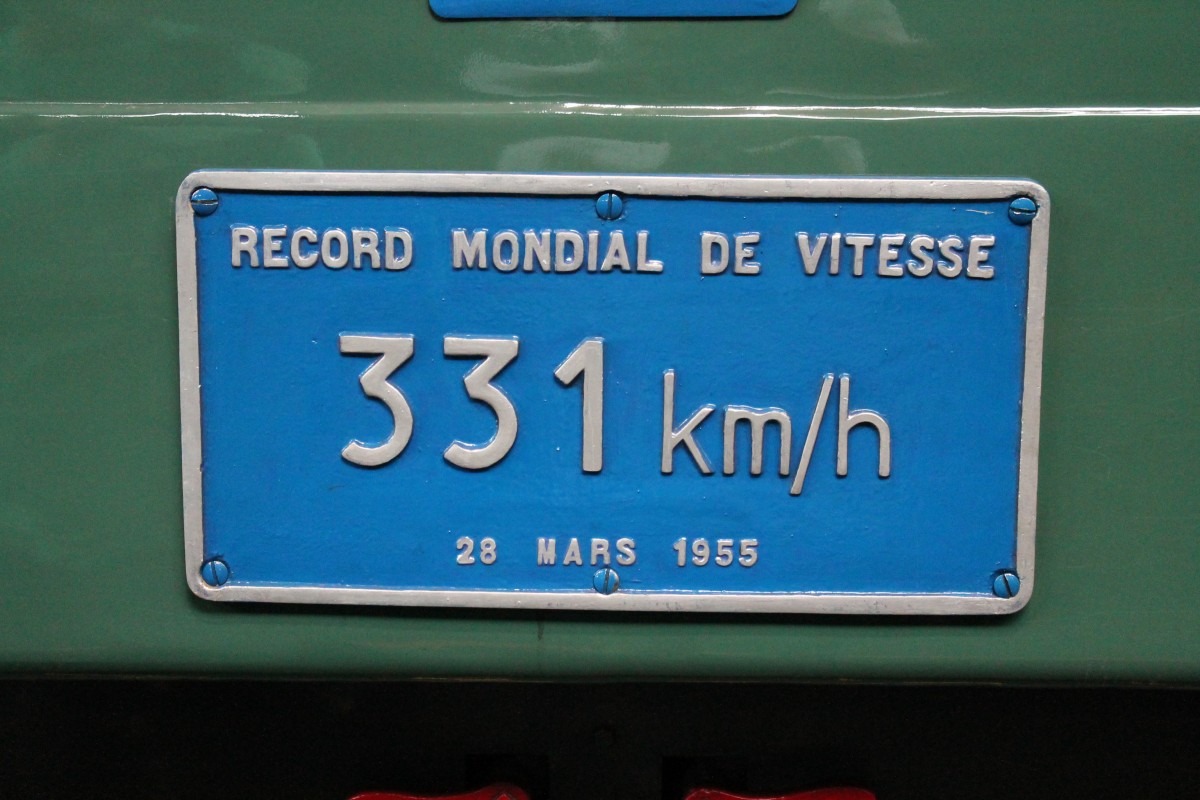 RECORD MONDIAL DE VITESSE
331 km/h
28 MARS 1955